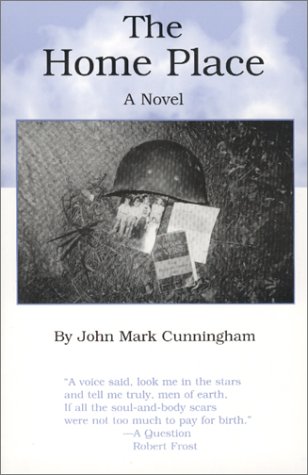 The
Home Place
A Novel
By John Mark Cunningham
"A voice said, look me in the stars
and tell me truly, men of earth,
If all the soul-and-body scars
were not too much to pay for birth."
—A Question
Robert Frost